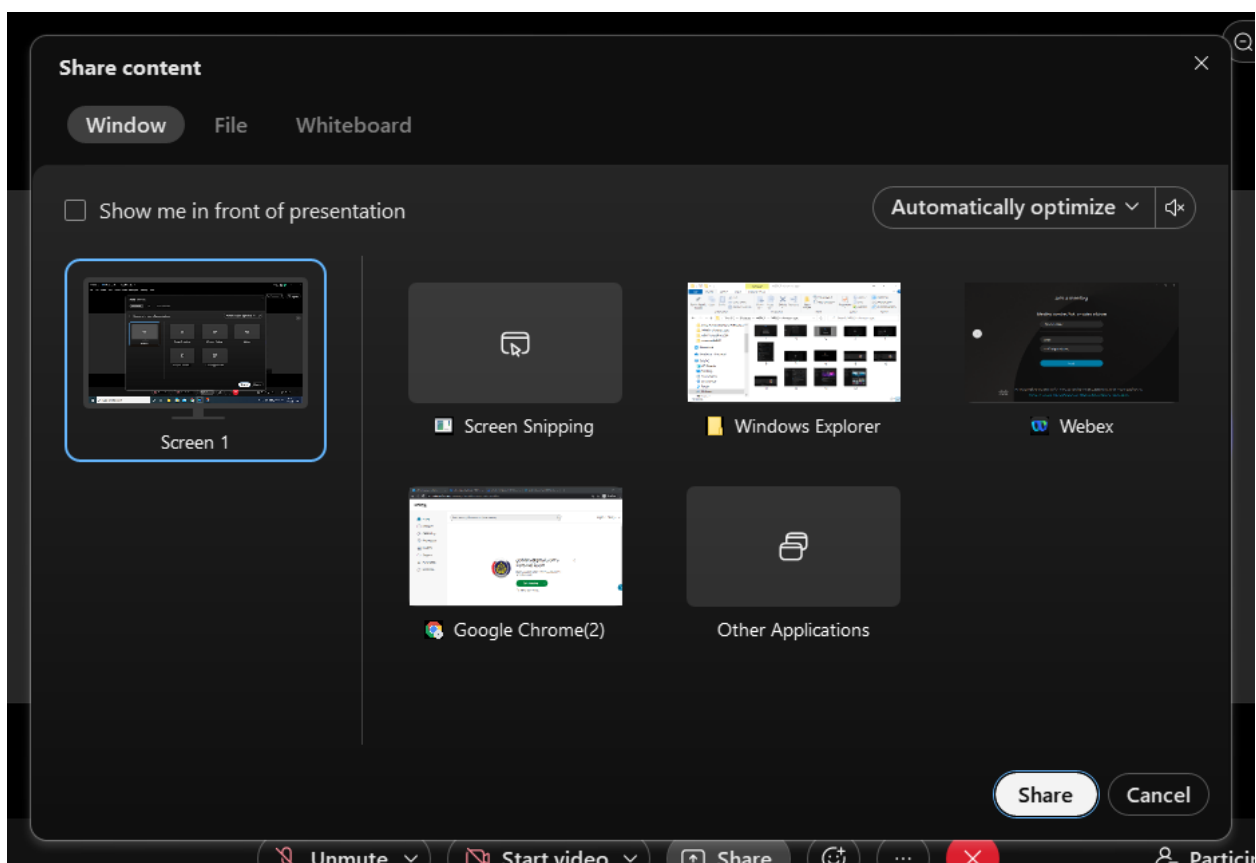 Share content
Window File Whiteboard
Show me in front of presentation
Automatically optimize
Screen 1
Screen Snipping
Windows Explorer
Webex
Google Chrome(2)
Other Applications
Share Cancel
Unmute Start video Share